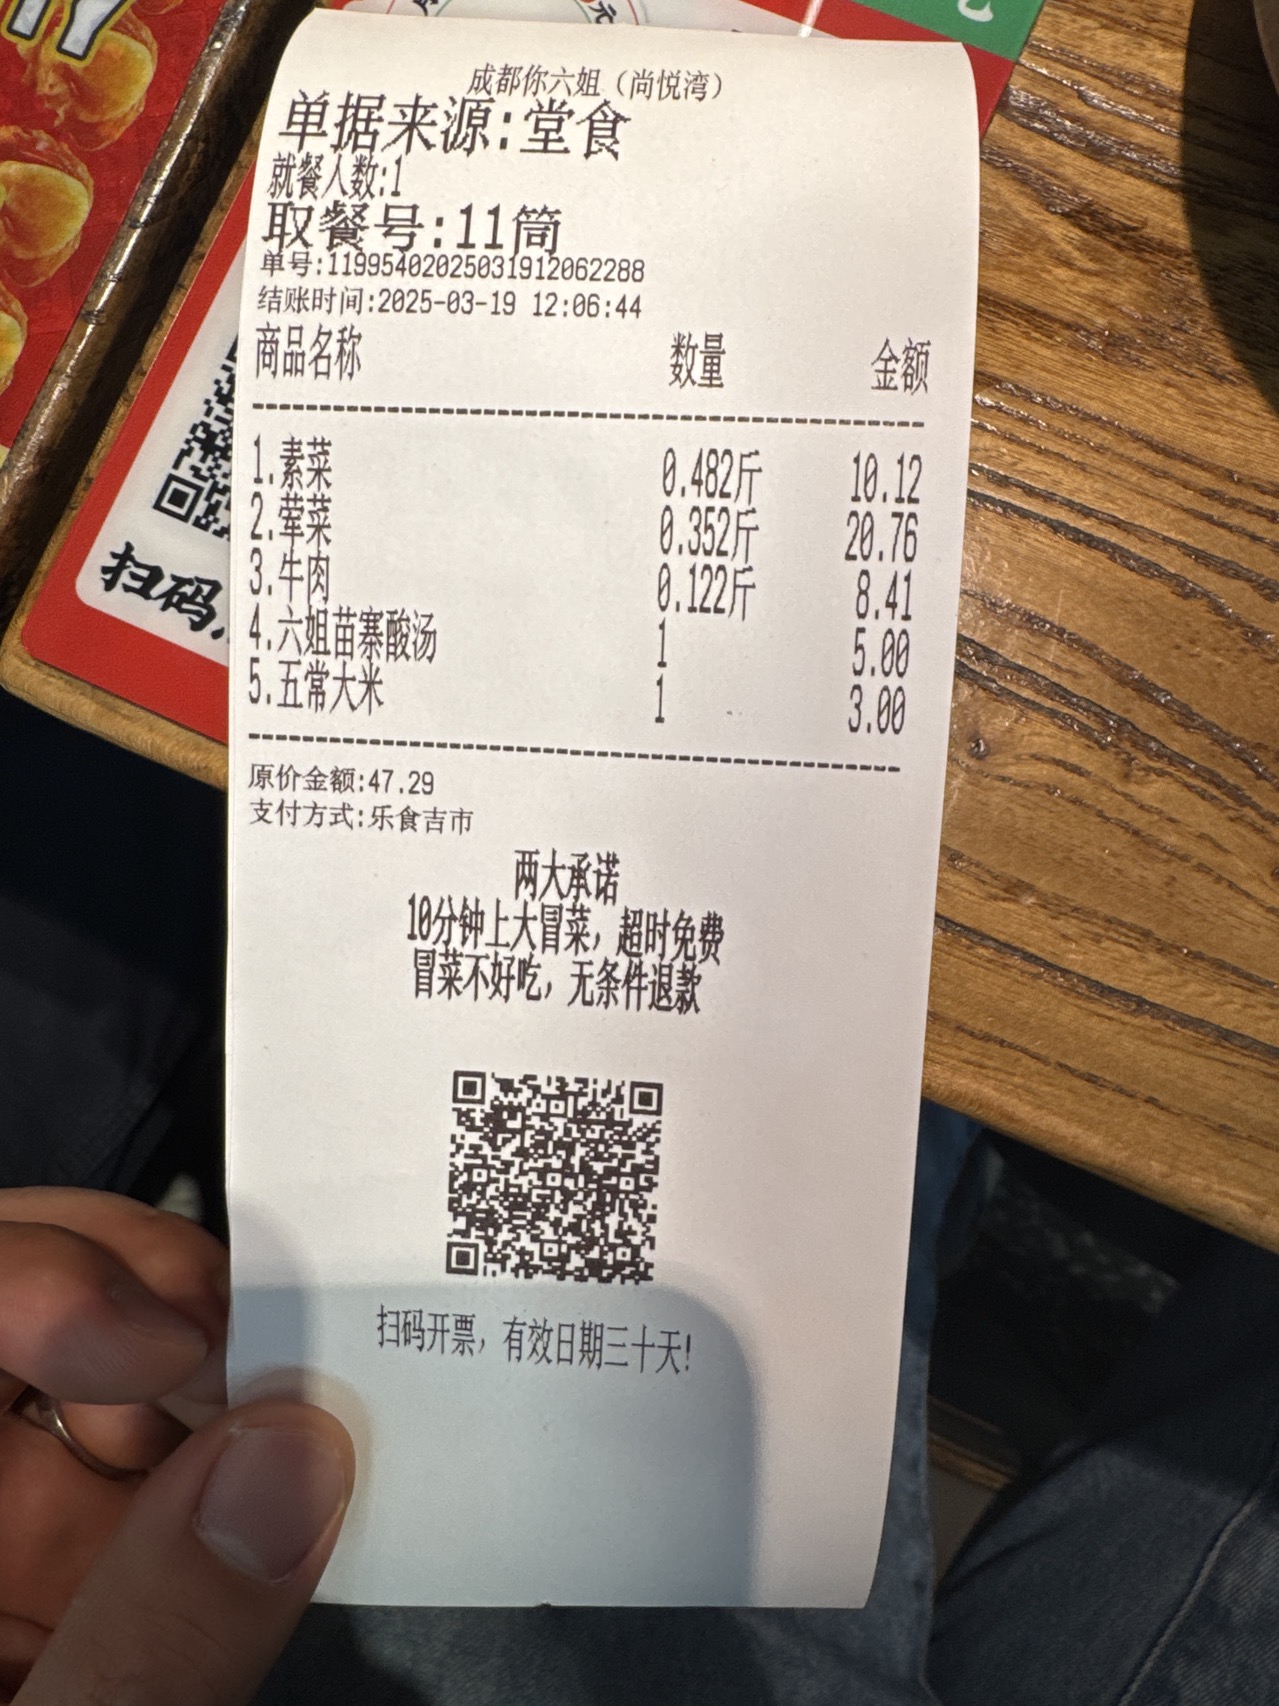 成都你六姐（尚悦湾）
单据来源:堂食
就餐人数:1
取餐号:11筒
单号:11995402025031912062288
结账时间:2025-03-19 12:06:44
商品名称 数量 金额
1.素菜 0.482斤 10.12
2.荤菜 0.352斤 20.76
3.牛肉 0.122斤 8.41
4.六姐苗寨酸汤 1 5.00
5.五常大米 1 3.00
原价金额:47.29
支付方式:乐食吉市
两大承诺
10分钟上大冒菜，超时免费
冒菜不好吃，无条件退款
扫码开票，有效日期三十天!
扫码
元
17